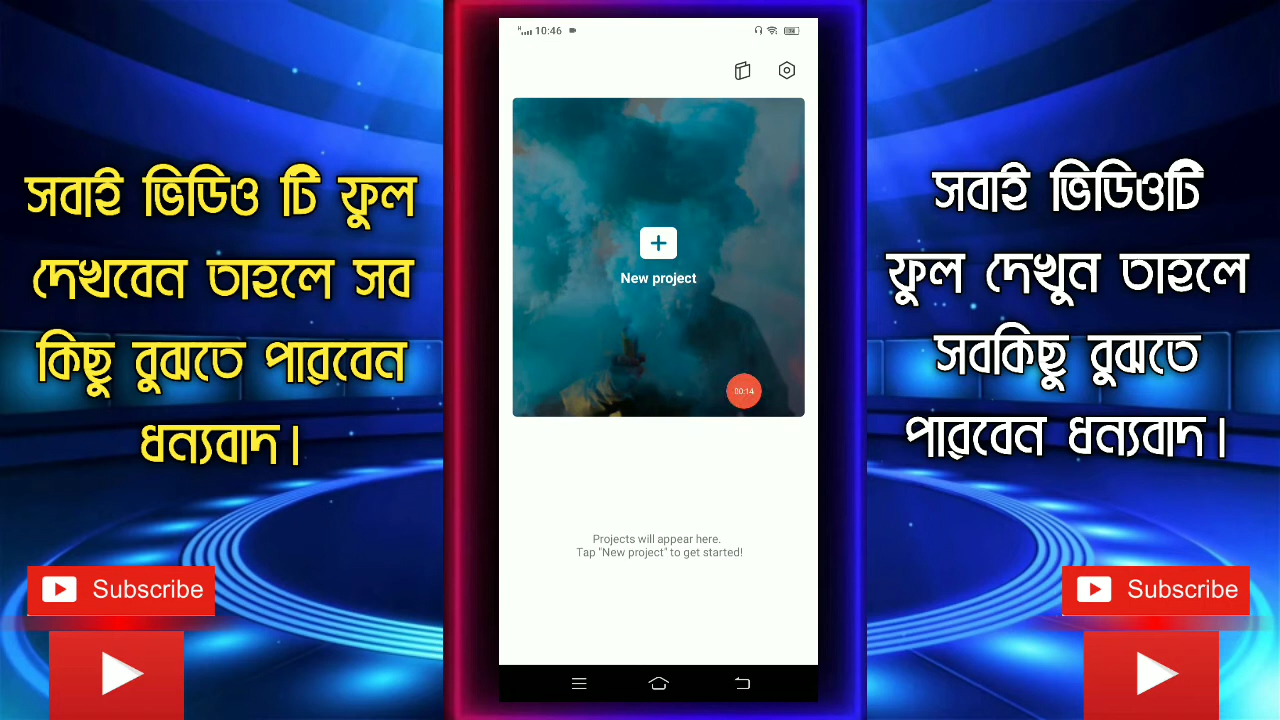 সবাই ভিডিও টি ফুল
দেখবেন তাহলে সব
কিছু বুঝতে পারবেন
ধন্যবাদ।
Subscribe
10:46
New project
00:14
Projects will appear here.
Tap "New project" to get started!
সবাই ভিডিওটি
ফুল দেখুন তাহলে
সবকিছু বুঝতে
পারবেন ধন্যবাদ।
Subscribe